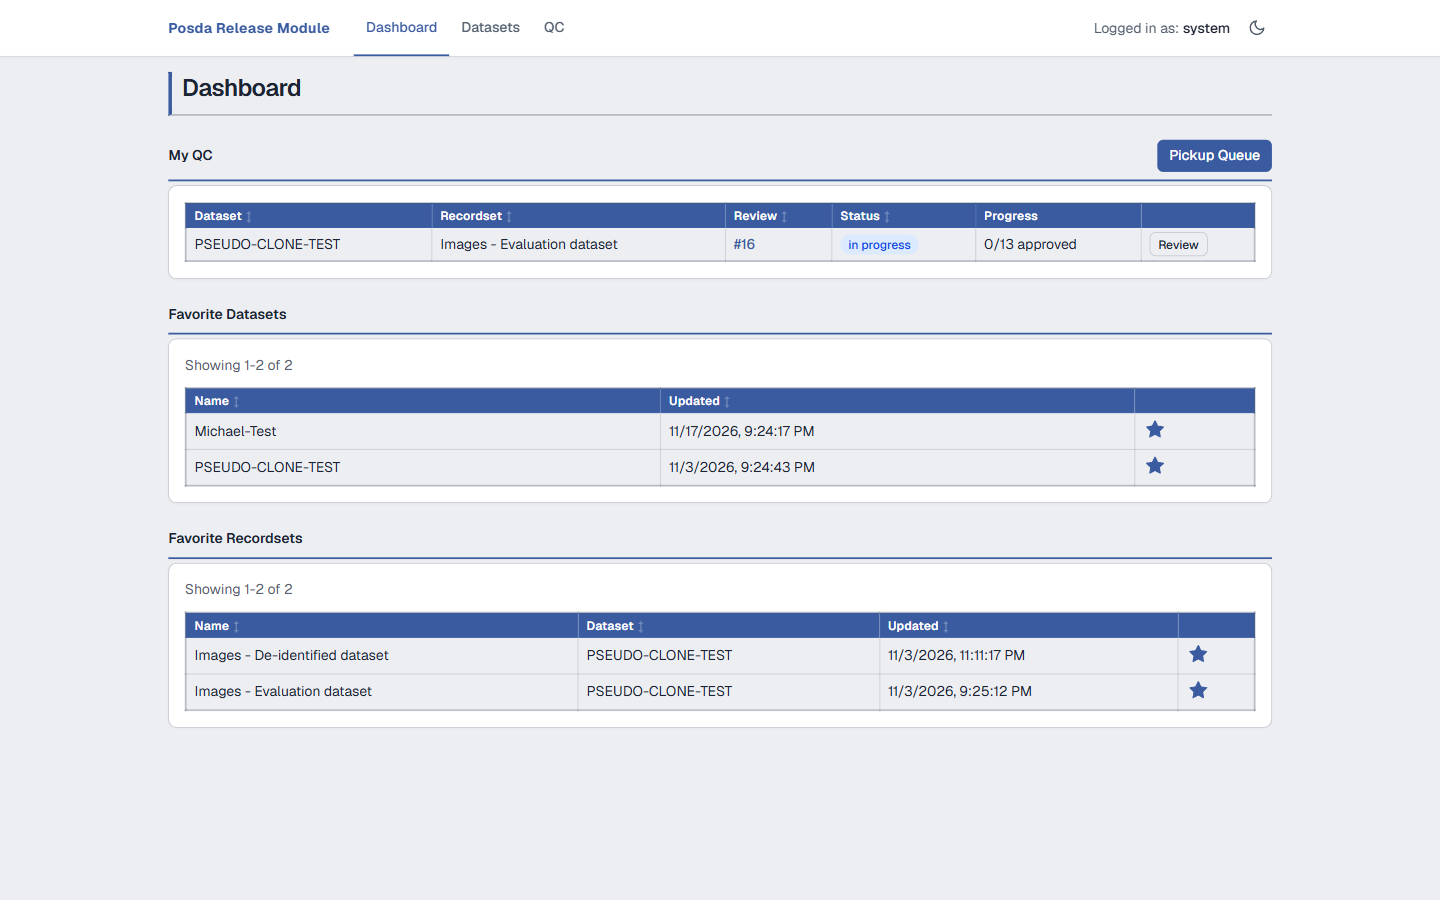 Posda Release Module Dashboard Datasets QC Logged in as: system
Dashboard
My QC Pickup Queue
Dataset Recordset Review Status Progress
PSEUDO-CLONE-TEST Images - Evaluation dataset #16 in progress 0/13 approved Review
Favorite Datasets
Showing 1-2 of 2
Name Updated
Michael-Test 11/17/2026, 9:24:17 PM
PSEUDO-CLONE-TEST 11/3/2026, 9:24:43 PM
Favorite Recordsets
Showing 1-2 of 2
Name Dataset Updated
Images - De-identified dataset PSEUDO-CLONE-TEST 11/3/2026, 11:11:17 PM
Images - Evaluation dataset PSEUDO-CLONE-TEST 11/3/2026, 9:25:12 PM